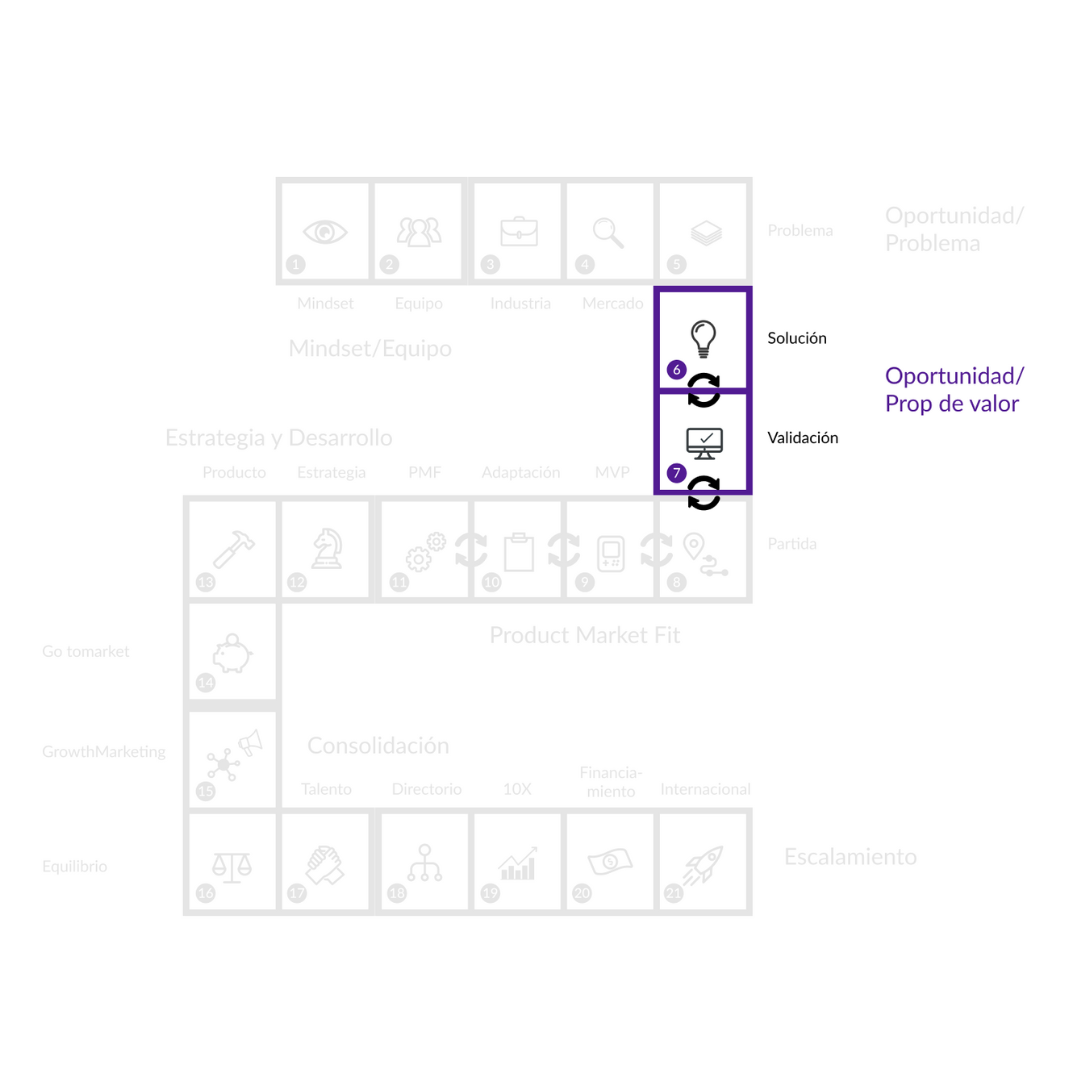 1
2
3
4
5
Problema
Oportunidad/
Problema
Mindset
Equipo
Industria
Mercado
Mindset/Equipo
6
Solución
Oportunidad/
Prop de valor
7
Validación
Estrategia y Desarrollo
Producto
Estrategia
PMF
Adaptación
MVP
13
12
11
10
9
8
Partida
Product Market Fit
Go tomarket
14
GrowthMarketing
15
Consolidación
Talento
Directorio
10X
Financia-
miento
Internacional
Equilibrio
16
17
18
19
20
21
Escalamiento